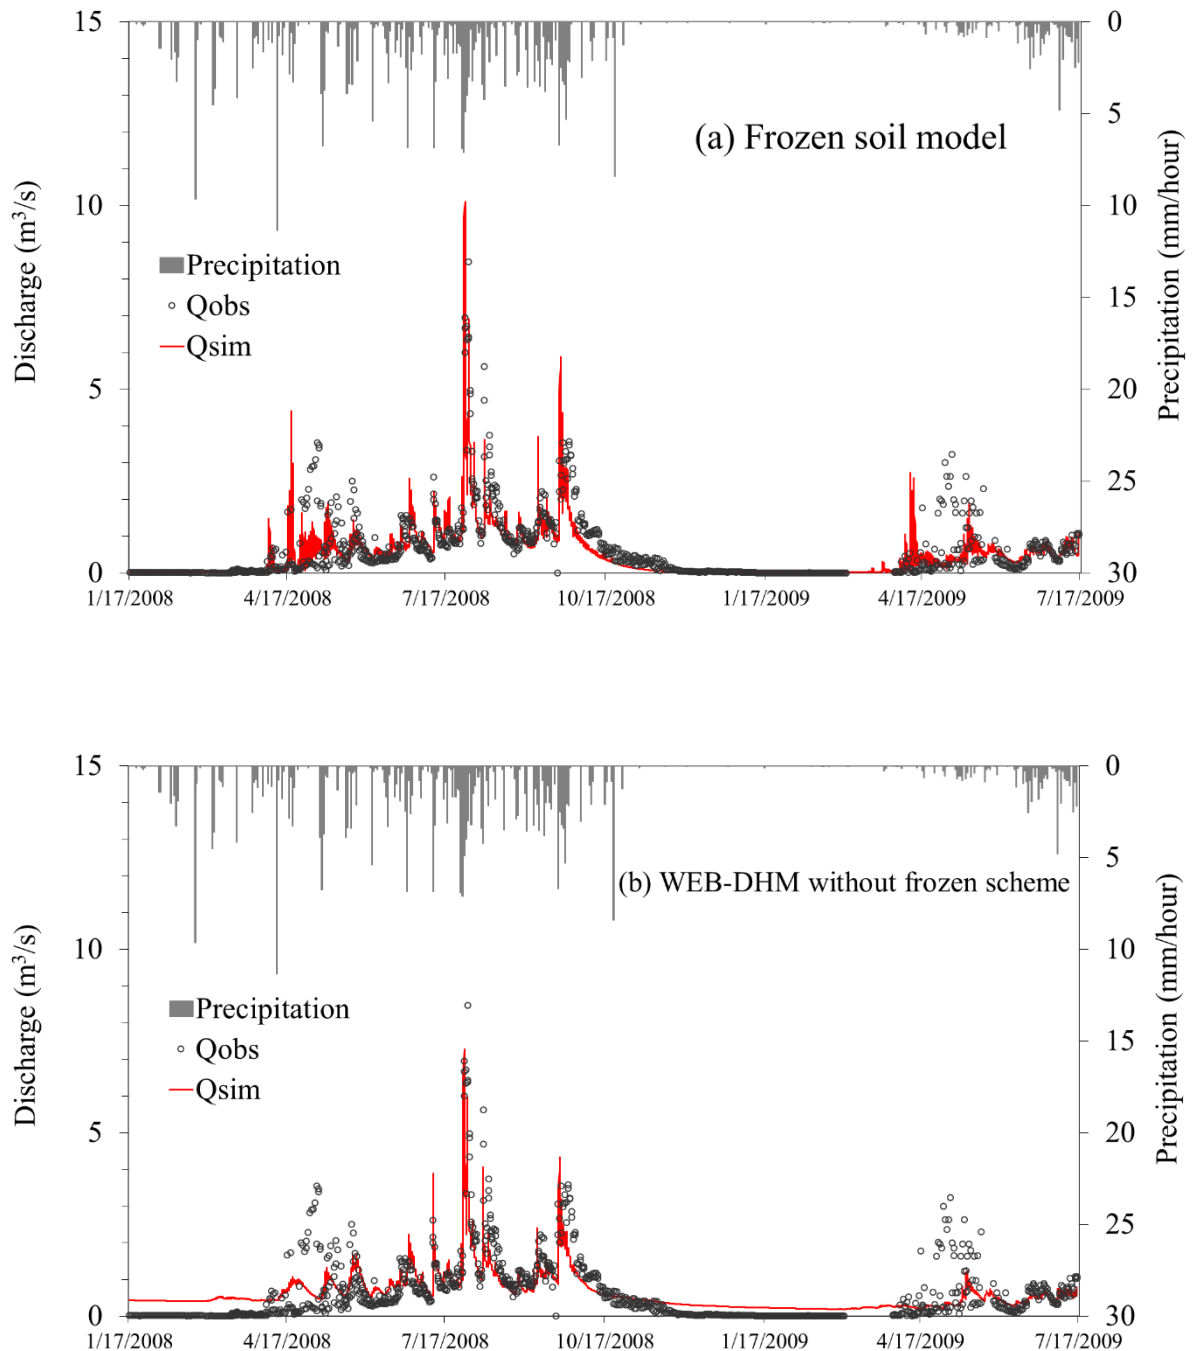 15
10
5
0
Discharge (m³/s)
0
5
10
15
20
25
30
Precipitation (mm/hour)
(a) Frozen soil model
Precipitation
Qobs
Qsim
1/17/2008 4/17/2008 7/17/2008 10/17/2008 1/17/2009 4/17/2009 7/17/2009
15
10
5
0
Discharge (m³/s)
0
5
10
15
20
25
30
Precipitation (mm/hour)
(b) WEB-DHM without frozen scheme
Precipitation
Qobs
Qsim
1/17/2008 4/17/2008 7/17/2008 10/17/2008 1/17/2009 4/17/2009 7/17/2009